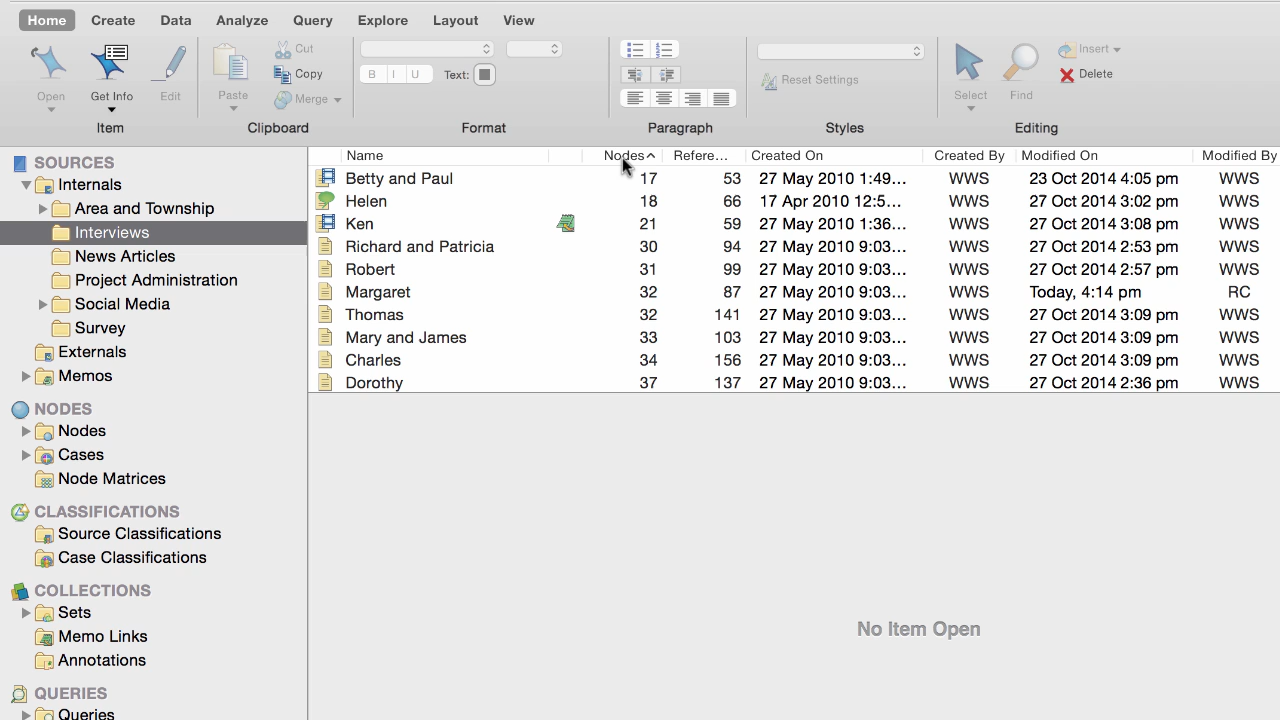 Home Create Data Analyze Query Explore Layout View
Open Get Info Edit Paste Cut Copy Merge B I U Text: Reset Settings Select Find Insert Delete
Item Clipboard Format Paragraph Styles Editing
SOURCES
Internals
Area and Township
Interviews
News Articles
Project Administration
Social Media
Survey
Externals
Memos
NODES
Nodes
Cases
Node Matrices
CLASSIFICATIONS
Source Classifications
Case Classifications
COLLECTIONS
Sets
Memo Links
Annotations
QUERIES
Queries
Name Nodes Refere... Created On Created By Modified On Modified By
Betty and Paul 17 53 27 May 2010 1:49... WWS 23 Oct 2014 4:05 pm WWS
Helen 18 66 17 Apr 2010 12:5... WWS 27 Oct 2014 3:02 pm WWS
Ken 21 59 27 May 2010 1:36... WWS 27 Oct 2014 3:08 pm WWS
Richard and Patricia 30 94 27 May 2010 9:03... WWS 27 Oct 2014 2:53 pm WWS
Robert 31 99 27 May 2010 9:03... WWS 27 Oct 2014 2:57 pm WWS
Margaret 32 87 27 May 2010 9:03... WWS Today, 4:14 pm RC
Thomas 32 141 27 May 2010 9:03... WWS 27 Oct 2014 3:09 pm WWS
Mary and James 33 103 27 May 2010 9:03... WWS 27 Oct 2014 3:09 pm WWS
Charles 34 156 27 May 2010 9:03... WWS 27 Oct 2014 3:09 pm WWS
Dorothy 37 137 27 May 2010 9:03... WWS 27 Oct 2014 2:36 pm WWS
No Item Open